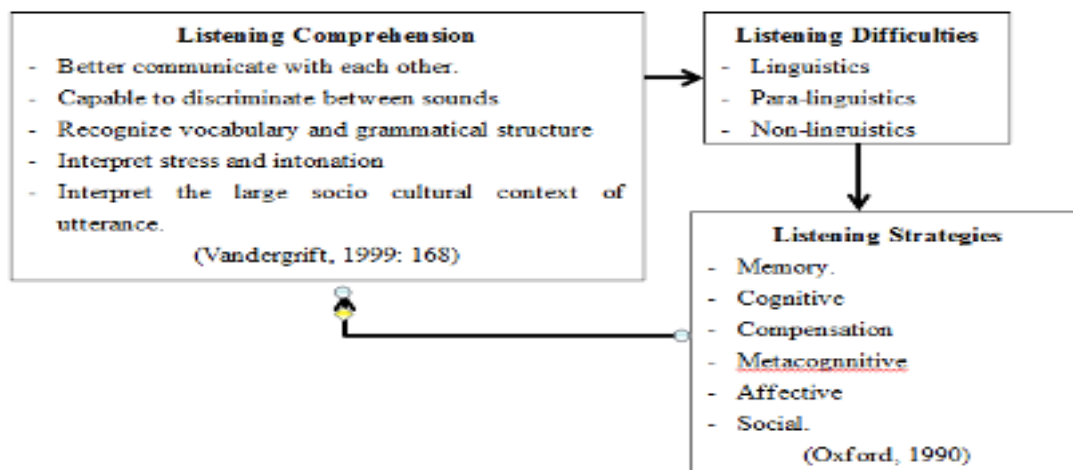 Listening Comprehension
- Better communicate with each other.
- Capable to discriminate between sounds
- Recognize vocabulary and grammatical structure
- Interpret stress and intonation
- Interpret the large socio cultural context of
utterance.
(Vandergrift, 1999: 168)
Listening Difficulties
- Linguistics
- Para-linguistics
- Non-linguistics
Listening Strategies
- Memory.
- Cognitive
- Compensation
- Metacognnitive
- Affective
- Social.
(Oxford, 1990)